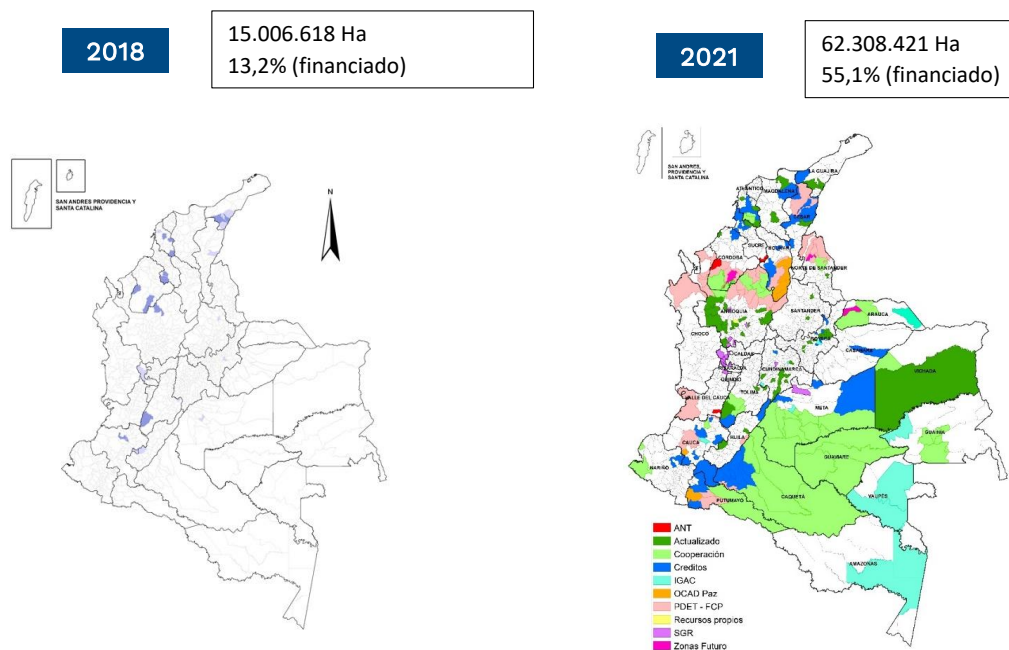 2018
15.006.618 Ha
13,2% (financiado)
2021
62.308.421 Ha
55,1% (financiado)
SAN ANDRES PROVIDENCIA Y
SANTA CATALINA
N
SAN ANDRES,
PROVIDENCIA Y
SANTA CATALINA
LA GUAJIRA
ATLANTICO
MAGDALENA
CESAR
SUCRE
BOLIVAR
CORDOBA
NORTE DE SANTANDER
ANTIOQUIA
SANTANDER
ARAUCA
CHOCO
CALDAS
CASANARE
VICHADA
CUNDINAMARCA
RISARALDA
QUINDIO
TOLIMA
VALLE DEL CAUCA
META
GUAINIA
CAUCA
HUILA
GUAVIARE
NARIÑO
CAQUETA
VAUPÉS
PUTUMAYO
AMAZONAS
ANT
Actualizado
Cooperación
Creditos
IGAC
OCAD Paz
PDET - FCP
Recursos propios
SGR
Zonas Futuro